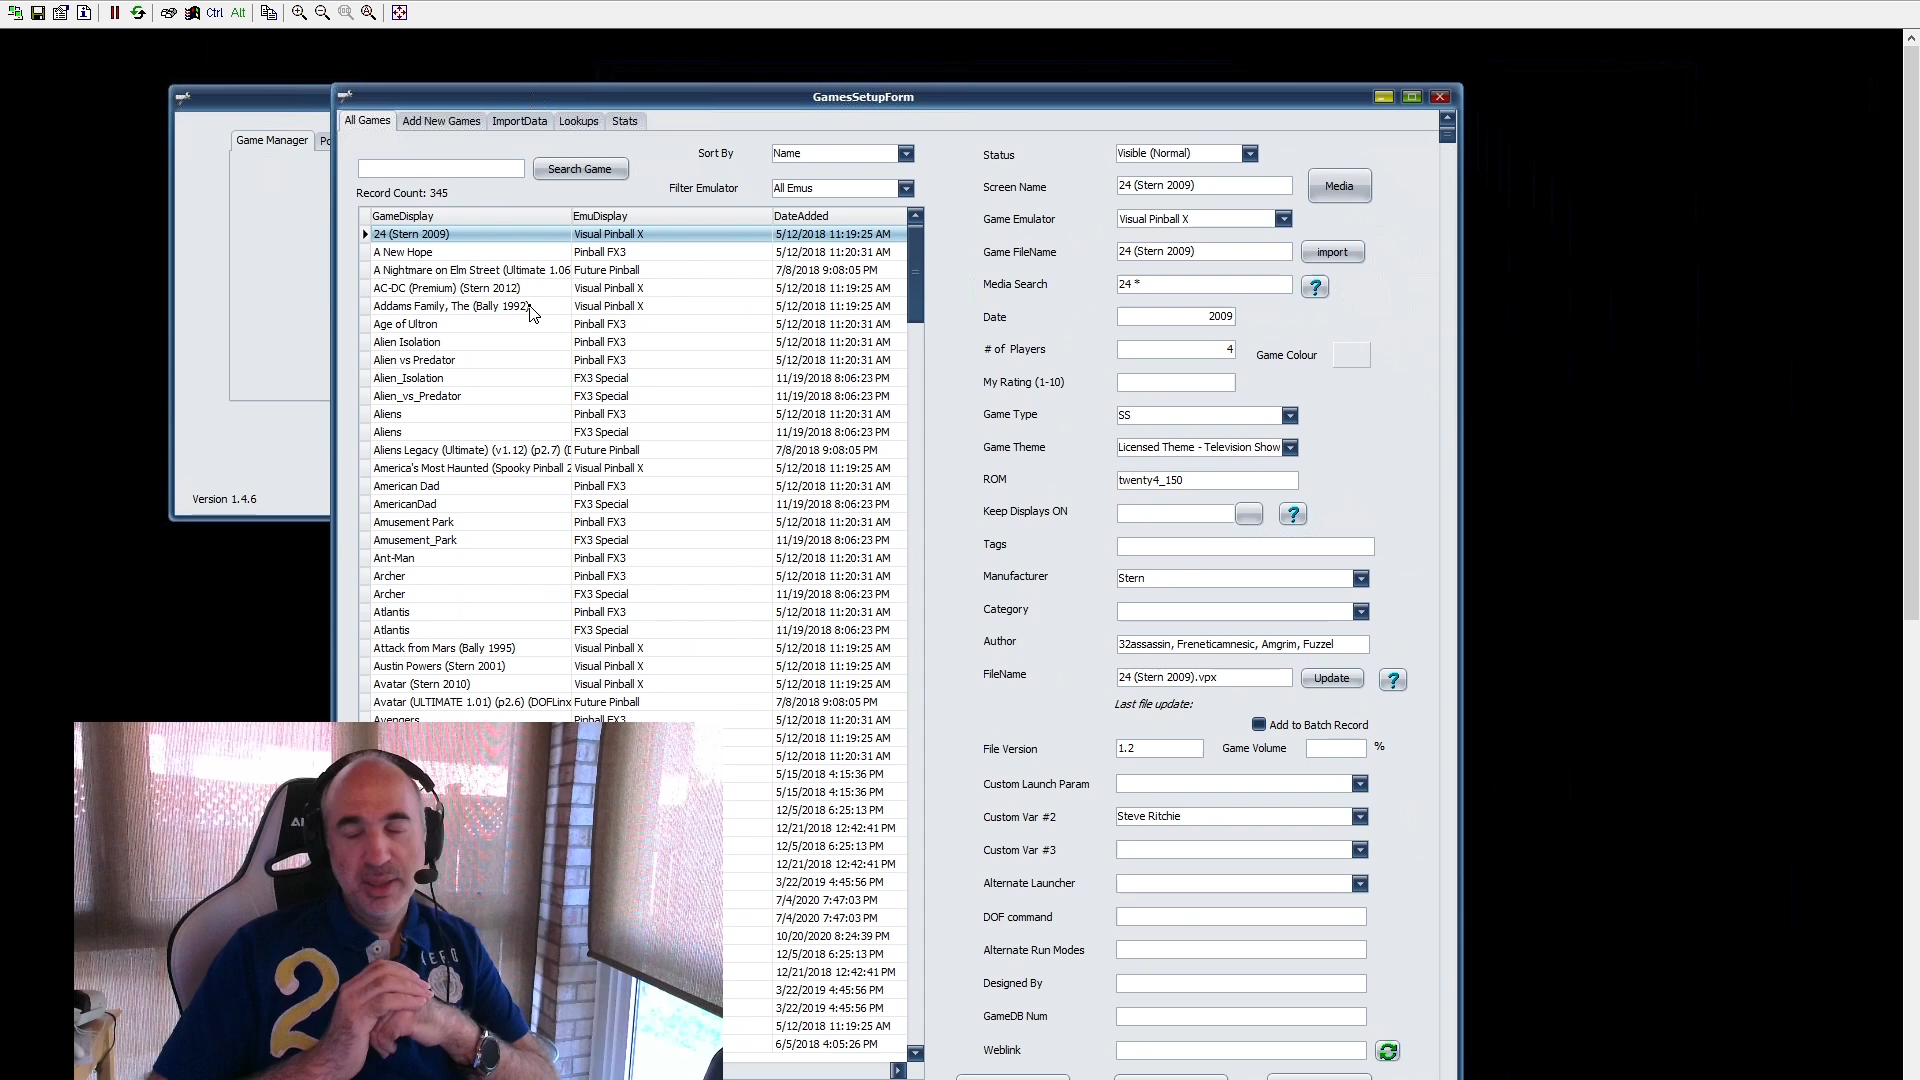 Ctrl Alt
GamesSetupForm
Game Manager
Version 1.4.6
All Games Add New Games ImportData Lookups Stats
Search Game
Sort By Name
Filter Emulator All Emus
Record Count: 345
GameDisplay EmuDisplay DateAdded
24 (Stern 2009) Visual Pinball X 5/12/2018 11:19:25 AM
A New Hope Pinball FX3 5/12/2018 11:20:31 AM
A Nightmare on Elm Street (Ultimate 1.06 Future Pinball 7/8/2018 9:08:05 PM
AC-DC (Premium) (Stern 2012) Visual Pinball X 5/12/2018 11:19:25 AM
Addams Family, The (Bally 1992) Visual Pinball X 5/12/2018 11:19:25 AM
Age of Ultron Pinball FX3 5/12/2018 11:20:31 AM
Alien Isolation Pinball FX3 5/12/2018 11:20:31 AM
Alien vs Predator Pinball FX3 5/12/2018 11:20:31 AM
Alien_Isolation FX3 Special 11/19/2018 8:06:23 PM
Alien_vs_Predator FX3 Special 11/19/2018 8:06:23 PM
Aliens Pinball FX3 5/12/2018 11:20:31 AM
Aliens FX3 Special 11/19/2018 8:06:23 PM
Aliens Legacy (Ultimate) (v1.12) (p2.7) (D Future Pinball 7/8/2018 9:08:05 PM
America's Most Haunted (Spooky Pinball 2 Visual Pinball X 5/12/2018 11:19:25 AM
American Dad Pinball FX3 5/12/2018 11:20:31 AM
AmericanDad FX3 Special 11/19/2018 8:06:23 PM
Amusement Park Pinball FX3 5/12/2018 11:20:31 AM
Amusement_Park FX3 Special 11/19/2018 8:06:23 PM
Ant-Man Pinball FX3 5/12/2018 11:20:31 AM
Archer Pinball FX3 5/12/2018 11:20:31 AM
Archer FX3 Special 11/19/2018 8:06:23 PM
Atlantis Pinball FX3 5/12/2018 11:20:31 AM
Atlantis FX3 Special 11/19/2018 8:06:23 PM
Attack from Mars (Bally 1995) Visual Pinball X 5/12/2018 11:19:25 AM
Austin Powers (Stern 2001) Visual Pinball X 5/12/2018 11:19:25 AM
Avatar (Stern 2010) Visual Pinball X 5/12/2018 11:19:25 AM
Avatar (ULTIMATE 1.01) (p2.6) (DOFLinx Future Pinball 7/8/2018 9:08:05 PM
Avengers Pinball FX3 5/12/2018 11:20:31 AM
5/12/2018 11:19:25 AM
5/12/2018 11:20:31 AM
5/15/2018 4:15:36 PM
5/15/2018 4:15:36 PM
12/5/2018 6:25:13 PM
12/21/2018 12:42:41 PM
12/5/2018 6:25:13 PM
12/21/2018 12:42:41 PM
3/22/2019 4:45:56 PM
7/4/2020 7:47:03 PM
7/4/2020 7:47:03 PM
10/20/2020 8:24:39 PM
12/5/2018 6:25:13 PM
12/21/2018 12:42:41 PM
3/22/2019 4:45:56 PM
3/22/2019 4:45:56 PM
5/12/2018 11:19:25 AM
6/5/2018 4:05:26 PM
Status Visible (Normal)
Screen Name 24 (Stern 2009) Media
Game Emulator Visual Pinball X
Game FileName 24 (Stern 2009) import
Media Search 24 * ?
Date 2009
# of Players 4 Game Colour
My Rating (1-10)
Game Type SS
Game Theme Licensed Theme - Television Show
ROM twenty4_150
Keep Displays ON ?
Tags
Manufacturer Stern
Category
Author 32assassin, Freneticamnesic, Amgrim, Fuzzel
FileName 24 (Stern 2009).vpx Update ?
Last file update:
Add to Batch Record
File Version 1.2 Game Volume %
Custom Launch Param
Custom Var #2 Steve Ritchie
Custom Var #3
Alternate Launcher
DOF command
Alternate Run Modes
Designed By
GameDB Num
Weblink
2